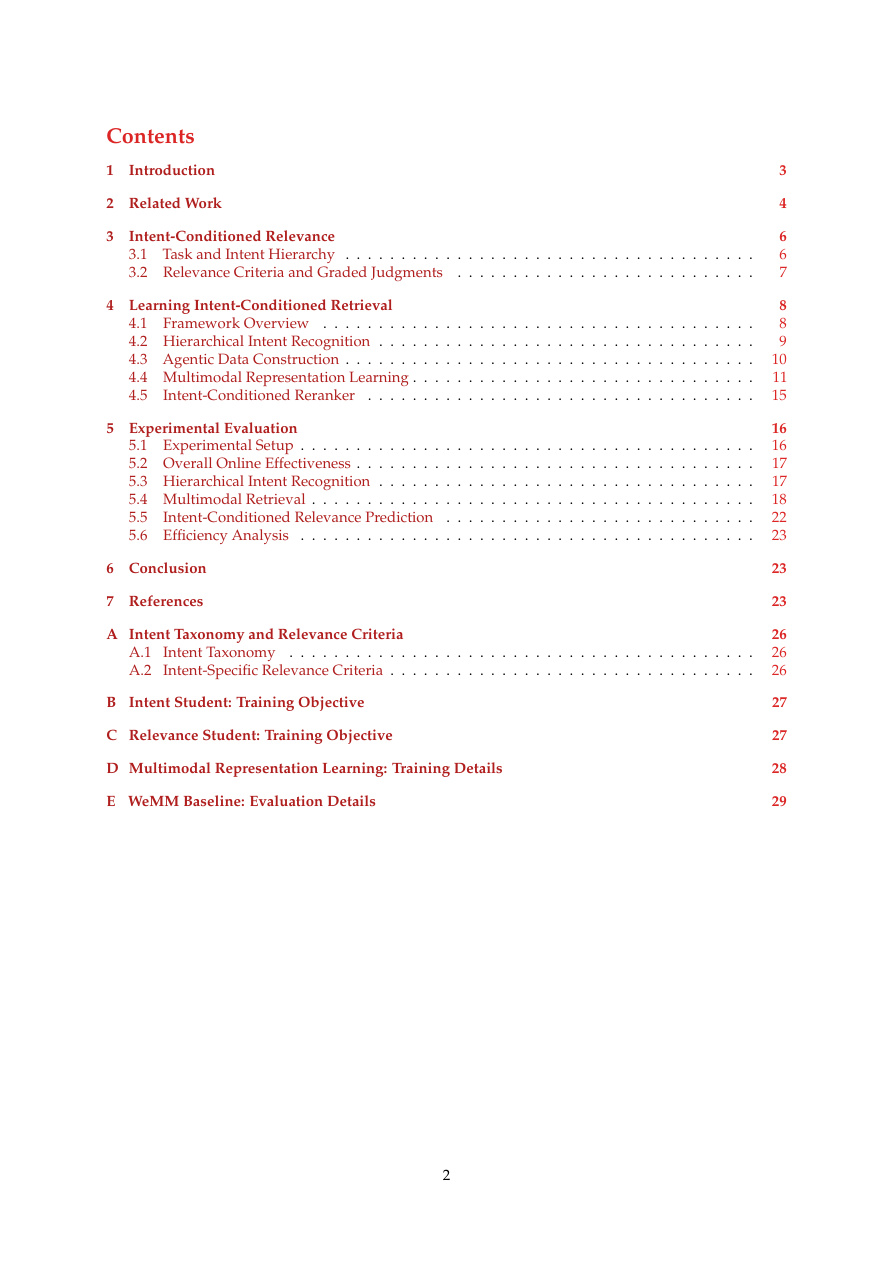 Contents
1 Introduction 3
2 Related Work 4
3 Intent-Conditioned Relevance 6
3.1 Task and Intent Hierarchy . . . . . . . . . . . . . . . . . . . . . . . . . . . . . . . . . . . . . 6
3.2 Relevance Criteria and Graded Judgments . . . . . . . . . . . . . . . . . . . . . . . . . . . 7
4 Learning Intent-Conditioned Retrieval 8
4.1 Framework Overview . . . . . . . . . . . . . . . . . . . . . . . . . . . . . . . . . . . . . . . 8
4.2 Hierarchical Intent Recognition . . . . . . . . . . . . . . . . . . . . . . . . . . . . . . . . . . 9
4.3 Agentic Data Construction . . . . . . . . . . . . . . . . . . . . . . . . . . . . . . . . . . . . . 10
4.4 Multimodal Representation Learning . . . . . . . . . . . . . . . . . . . . . . . . . . . . . . . 11
4.5 Intent-Conditioned Reranker . . . . . . . . . . . . . . . . . . . . . . . . . . . . . . . . . . . 15
5 Experimental Evaluation 16
5.1 Experimental Setup . . . . . . . . . . . . . . . . . . . . . . . . . . . . . . . . . . . . . . . . . 16
5.2 Overall Online Effectiveness . . . . . . . . . . . . . . . . . . . . . . . . . . . . . . . . . . . . 17
5.3 Hierarchical Intent Recognition . . . . . . . . . . . . . . . . . . . . . . . . . . . . . . . . . . 17
5.4 Multimodal Retrieval . . . . . . . . . . . . . . . . . . . . . . . . . . . . . . . . . . . . . . . . 18
5.5 Intent-Conditioned Relevance Prediction . . . . . . . . . . . . . . . . . . . . . . . . . . . . 22
5.6 Efficiency Analysis . . . . . . . . . . . . . . . . . . . . . . . . . . . . . . . . . . . . . . . . . 23
6 Conclusion 23
7 References 23
A Intent Taxonomy and Relevance Criteria 26
A.1 Intent Taxonomy . . . . . . . . . . . . . . . . . . . . . . . . . . . . . . . . . . . . . . . . . . 26
A.2 Intent-Specific Relevance Criteria . . . . . . . . . . . . . . . . . . . . . . . . . . . . . . . . . 26
B Intent Student: Training Objective 27
C Relevance Student: Training Objective 27
D Multimodal Representation Learning: Training Details 28
E WeMM Baseline: Evaluation Details 29
2